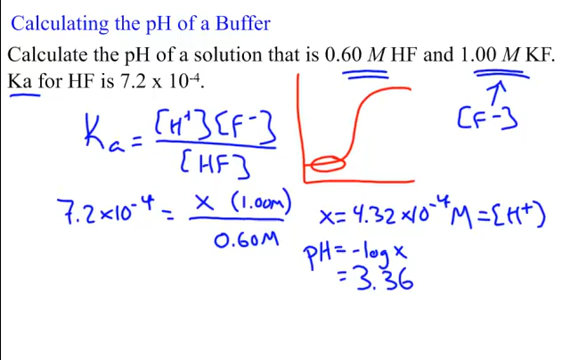 Calculating the pH of a Buffer
Calculate the pH of a solution that is 0.60 M HF and 1.00 M KF.
Ka for HF is 7.2 x 10⁻⁴.
[F-]
Ka = [H⁺][F-] / [HF]
7.2×10⁻⁴ = x (1.00M) / 0.60M
x = 4.32×10⁻⁴ M = [H⁺]
pH = -log x
= 3.36